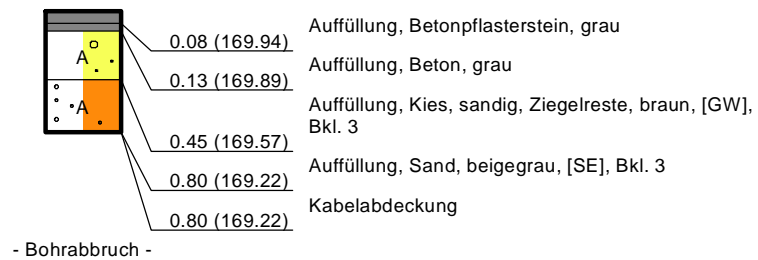 Auffüllung, Betonpflasterstein, grau
0.08 (169.94)
Auffüllung, Beton, grau
0.13 (169.89)
A
Auffüllung, Kies, sandig, Ziegelreste, braun, [GW],
Bkl. 3
A
0.45 (169.57)
Auffüllung, Sand, beigegrau, [SE], Bkl. 3
0.80 (169.22)
Kabelabdeckung
0.80 (169.22)
- Bohrabbruch -